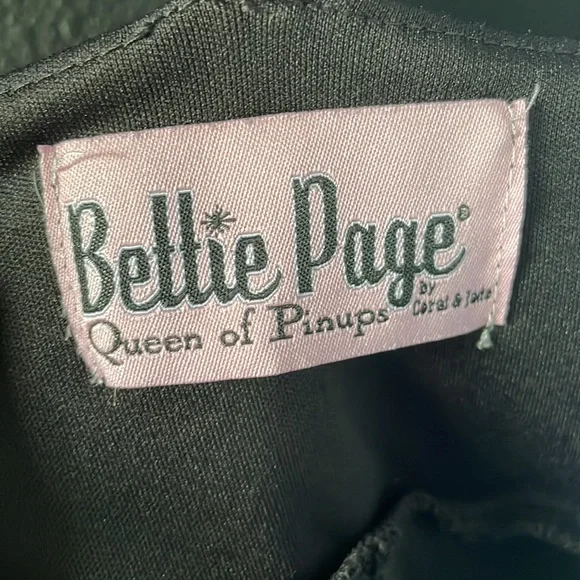 Bettie Page®
by
Coral & Jade
Queen of Pinups